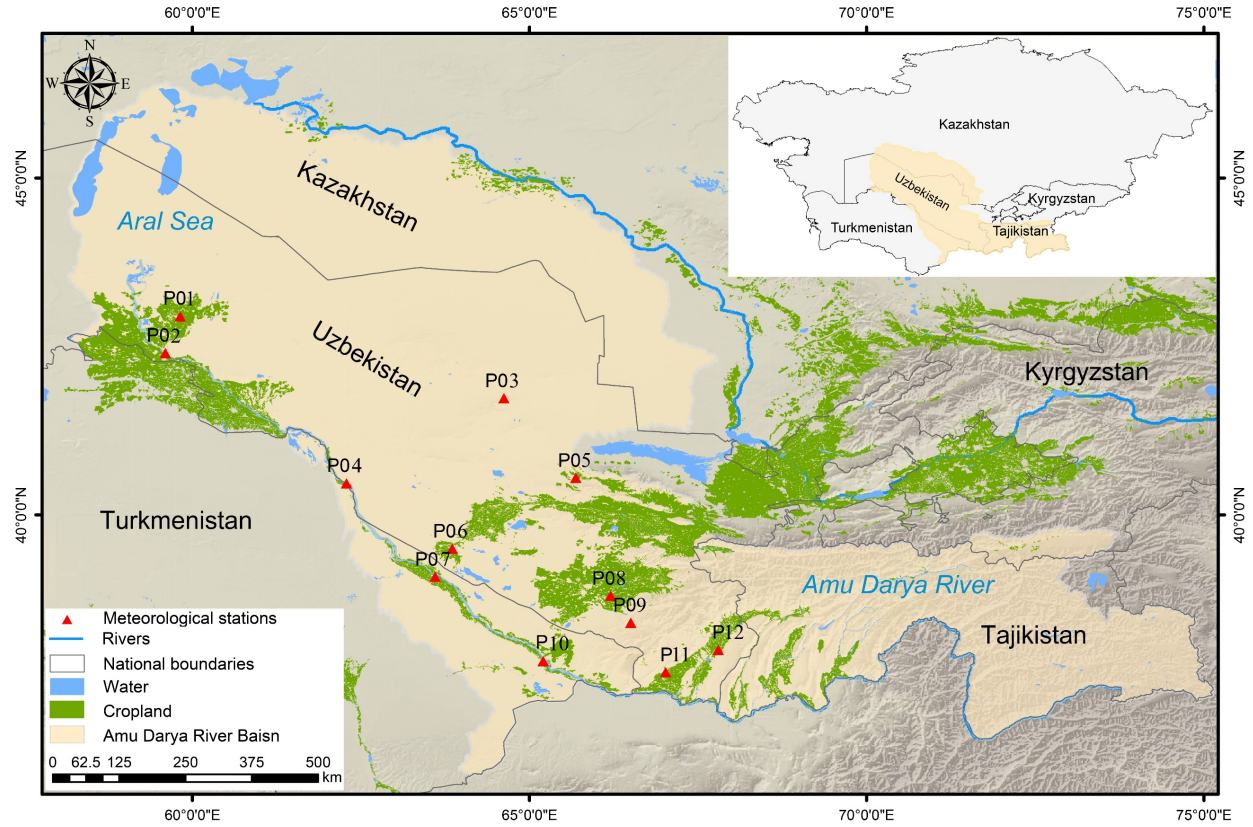 60°0'0"E 65°0'0"E 70°0'0"E 75°0'0"E
N
W E
S
45°0'0"N
40°0'0"N
Kazakhstan
Kazakhstan
Uzbekistan
Kyrgyzstan
Turkmenistan
Tajikistan
45°0'0"N
40°0'0"N
Aral Sea
P01
P02
Uzbekistan
P03
Kyrgyzstan
P05
P04
Turkmenistan
P06
P07
P08
P09
Amu Darya River
P10
P11
P12
Tajikistan
Meteorological stations
Rivers
National boundaries
Water
Cropland
Amu Darya River Baisn
0 62.5 125 250 375 500
km
60°0'0"E 65°0'0"E 70°0'0"E 75°0'0"E